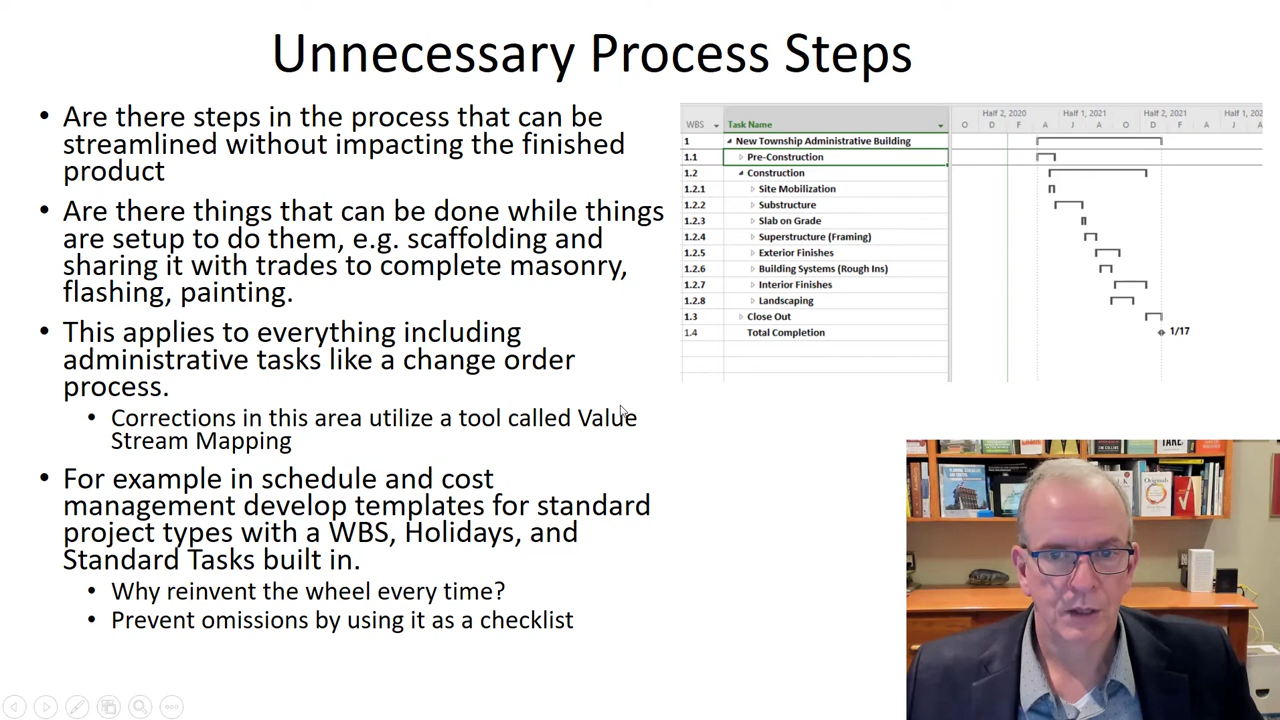 Unnecessary Process Steps
• Are there steps in the process that can be
streamlined without impacting the finished
product
• Are there things that can be done while things
are setup to do them, e.g. scaffolding and
sharing it with trades to complete masonry,
flashing, painting.
• This applies to everything including
administrative tasks like a change order
process.
• Corrections in this area utilize a tool called Value
Stream Mapping
• For example in schedule and cost
management develop templates for standard
project types with a WBS, Holidays, and
Standard Tasks built in.
• Why reinvent the wheel every time?
• Prevent omissions by using it as a checklist
Half 2, 2020 Half 1, 2021 Half 2, 2021 Half 1, 202
WBS Task Name O D F A J A O D F A
1 New Township Administrative Building
1.1 Pre-Construction
1.2 Construction
1.2.1 Site Mobilization
1.2.2 Substructure
1.2.3 Slab on Grade
1.2.4 Superstructure (Framing)
1.2.5 Exterior Finishes
1.2.6 Building Systems (Rough Ins)
1.2.7 Interior Finishes
1.2.8 Landscaping
1.3 Close Out
1.4 Total Completion 1/17
TAKE
Originals